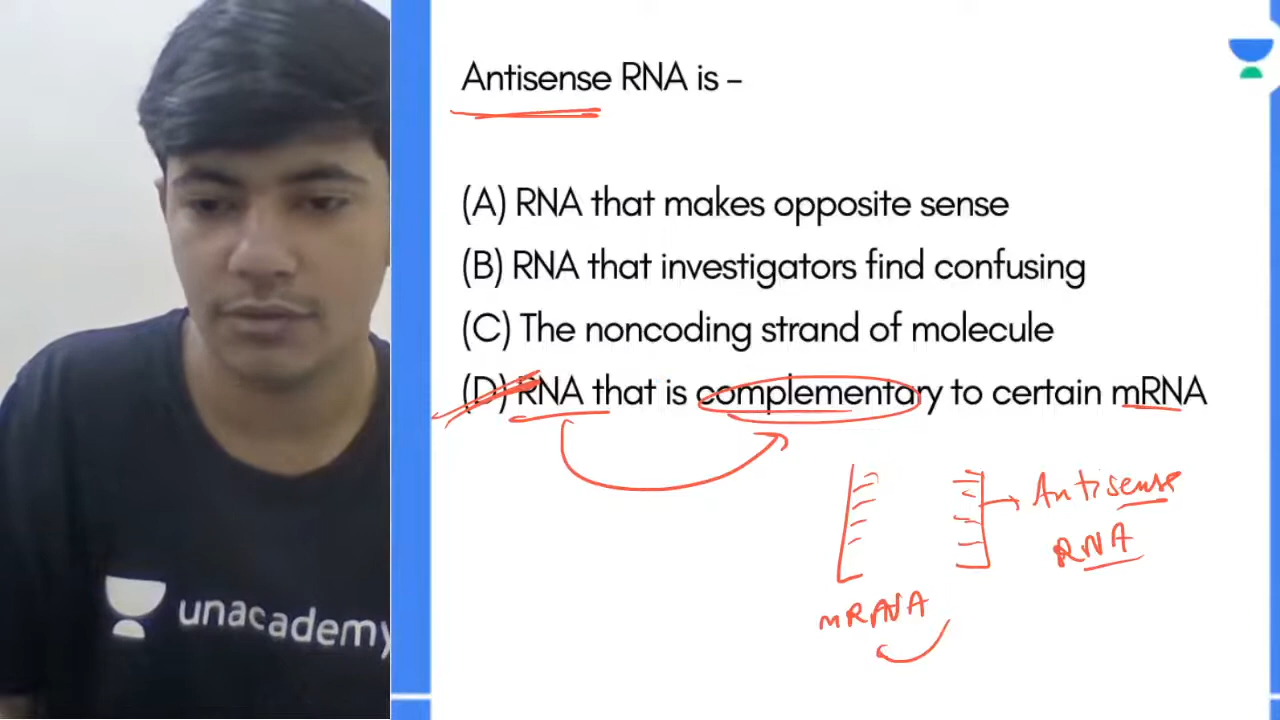 Antisense RNA is –
(A) RNA that makes opposite sense
(B) RNA that investigators find confusing
(C) The noncoding strand of molecule
(D) RNA that is complementary to certain mRNA
Antisense
RNA
mRNA
unacademy